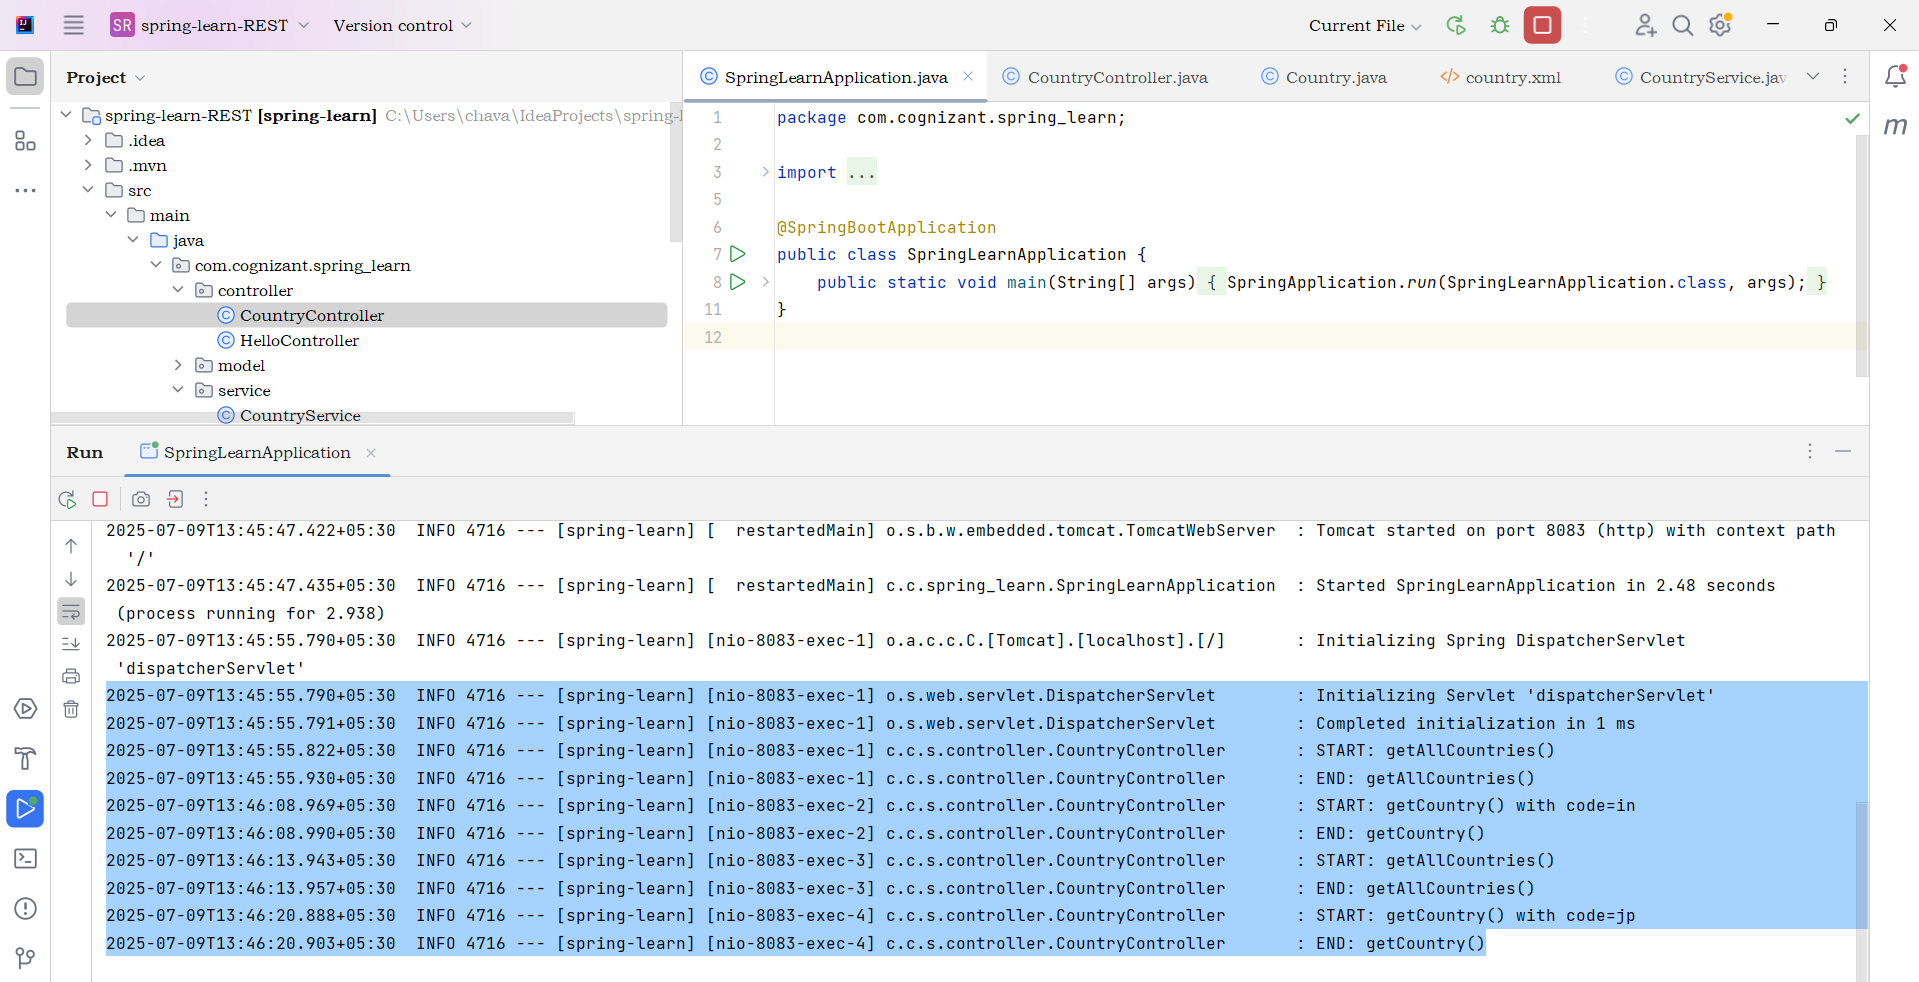 SR spring-learn-REST Version control Current File
Project
spring-learn-REST [spring-learn] C:\Users\chava\IdeaProjects\spring-l
.idea
.mvn
src
main
java
com.cognizant.spring_learn
controller
CountryController
HelloController
model
service
CountryService
SpringLearnApplication.java CountryController.java Country.java </> country.xml CountryService.jav
m
1 package com.cognizant.spring_learn;
2
3 import ...
5
6 @SpringBootApplication
7 public class SpringLearnApplication {
8 public static void main(String[] args) { SpringApplication.run(SpringLearnApplication.class, args); }
11 }
12
Run SpringLearnApplication
2025-07-09T13:45:47.422+05:30  INFO 4716 --- [spring-learn] [  restartedMain] o.s.b.w.embedded.tomcat.TomcatWebServer  : Tomcat started on port 8083 (http) with context path
'/'
2025-07-09T13:45:47.435+05:30  INFO 4716 --- [spring-learn] [  restartedMain] c.c.spring_learn.SpringLearnApplication  : Started SpringLearnApplication in 2.48 seconds
(process running for 2.938)
2025-07-09T13:45:55.790+05:30  INFO 4716 --- [spring-learn] [nio-8083-exec-1] o.a.c.c.C.[Tomcat].[localhost].[/]       : Initializing Spring DispatcherServlet
'dispatcherServlet'
2025-07-09T13:45:55.790+05:30  INFO 4716 --- [spring-learn] [nio-8083-exec-1] o.s.web.servlet.DispatcherServlet        : Initializing Servlet 'dispatcherServlet'
2025-07-09T13:45:55.791+05:30  INFO 4716 --- [spring-learn] [nio-8083-exec-1] o.s.web.servlet.DispatcherServlet        : Completed initialization in 1 ms
2025-07-09T13:45:55.822+05:30  INFO 4716 --- [spring-learn] [nio-8083-exec-1] c.c.s.controller.CountryController       : START: getAllCountries()
2025-07-09T13:45:55.930+05:30  INFO 4716 --- [spring-learn] [nio-8083-exec-1] c.c.s.controller.CountryController       : END: getAllCountries()
2025-07-09T13:46:08.969+05:30  INFO 4716 --- [spring-learn] [nio-8083-exec-2] c.c.s.controller.CountryController       : START: getCountry() with code=in
2025-07-09T13:46:08.990+05:30  INFO 4716 --- [spring-learn] [nio-8083-exec-2] c.c.s.controller.CountryController       : END: getCountry()
2025-07-09T13:46:13.943+05:30  INFO 4716 --- [spring-learn] [nio-8083-exec-3] c.c.s.controller.CountryController       : START: getAllCountries()
2025-07-09T13:46:13.957+05:30  INFO 4716 --- [spring-learn] [nio-8083-exec-3] c.c.s.controller.CountryController       : END: getAllCountries()
2025-07-09T13:46:20.888+05:30  INFO 4716 --- [spring-learn] [nio-8083-exec-4] c.c.s.controller.CountryController       : START: getCountry() with code=jp
2025-07-09T13:46:20.903+05:30  INFO 4716 --- [spring-learn] [nio-8083-exec-4] c.c.s.controller.CountryController       : END: getCountry()